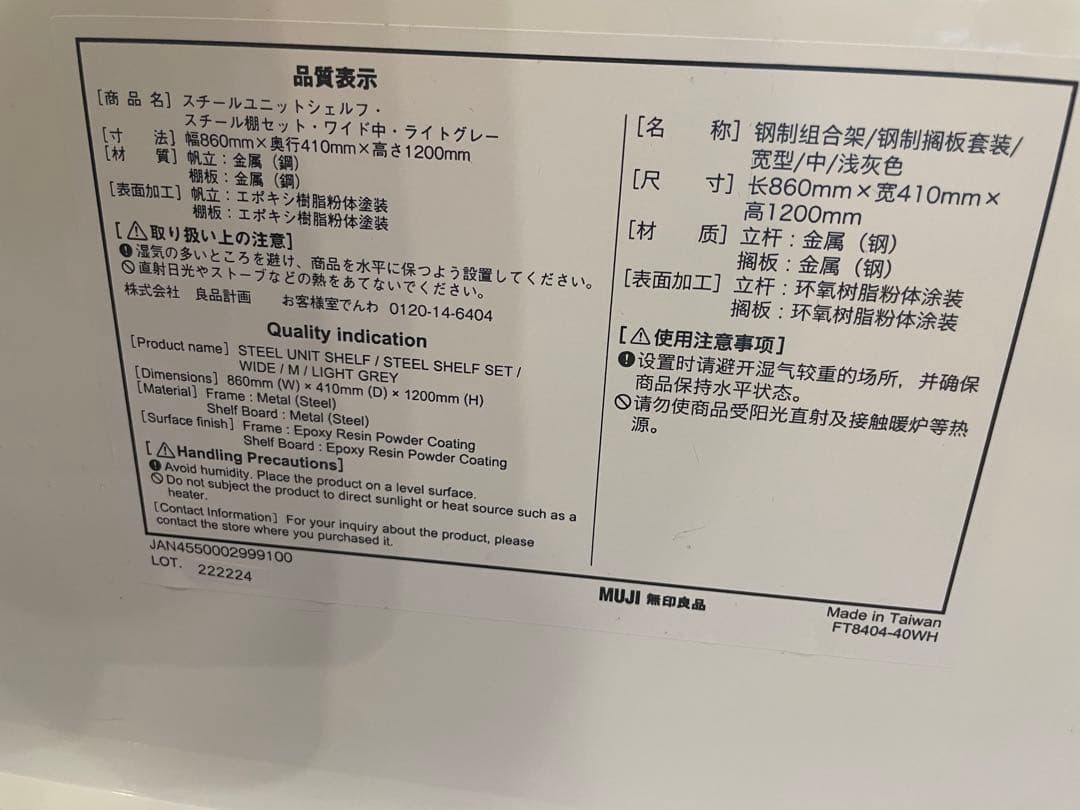 品質表示
[商品名] スチールユニットシェルフ・
スチール棚セット・ワイド中・ライトグレー
[寸 法] 幅860mm×奥行410mm×高さ1200mm
[材 質] 帆立：金属（鋼）
棚板：金属（鋼）
[表面加工] 帆立：エポキシ樹脂粉体塗装
棚板：エポキシ樹脂粉体塗装
[⚠取り扱い上の注意]
湿気の多いところを避け、商品を水平に保つよう設置してください。
直射日光やストーブなどの熱をあてないでください。
株式会社 良品計画 お客様室でんわ 0120-14-6404
Quality indication
[Product name] STEEL UNIT SHELF / STEEL SHELF SET /
WIDE / M / LIGHT GREY
[Dimensions] 860mm (W) × 410mm (D) × 1200mm (H)
[Material] Frame : Metal (Steel)
Shelf Board : Metal (Steel)
[Surface finish] Frame : Epoxy Resin Powder Coating
Shelf Board : Epoxy Resin Powder Coating
[⚠Handling Precautions]
Avoid humidity. Place the product on a level surface.
Do not subject the product to direct sunlight or heat source such as a
heater.
[Contact Information] For your inquiry about the product, please
contact the store where you purchased it.
[名 称] 钢制组合架/钢制搁板套装/
宽型/中/浅灰色
[尺 寸] 长860mm×宽410mm×
高1200mm
[材 质] 立杆：金属（钢）
搁板：金属（钢）
[表面加工] 立杆：环氧树脂粉体涂装
搁板：环氧树脂粉体涂装
[⚠使用注意事项]
设置时请避开湿气较重的场所，并确保
商品保持水平状态。
请勿使商品受阳光直射及接触暖炉等热
源。
JAN4550002999100
LOT. 222224
MUJI 無印良品
Made in Taiwan
FT8404-40WH